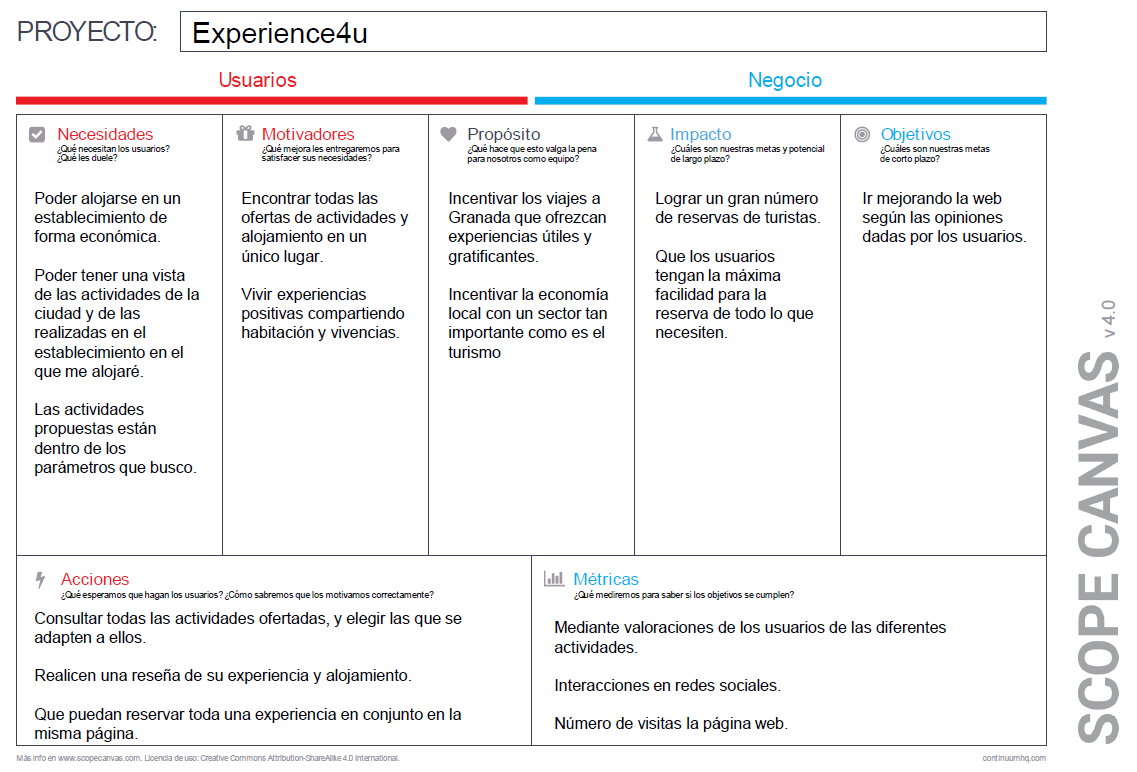 PROYECTO:
Experience4u
Usuarios
Negocio
Necesidades
¿Qué necesitan los usuarios?
¿Qué les duele?
Poder alojarse en un
establecimiento de
forma económica.
Poder tener una vista
de las actividades de la
ciudad y de las
realizadas en el
establecimiento en el
que me alojaré.
Las actividades
propuestas están
dentro de los
parámetros que busco.
Motivadores
¿Qué mejora les entregaremos para
satisfacer sus necesidades?
Encontrar todas las
ofertas de actividades y
alojamiento en un
único lugar.
Vivir experiencias
positivas compartiendo
habitación y vivencias.
Propósito
¿Qué hace que esto valga la pena
para nosotros como equipo?
Incentivar los viajes a
Granada que ofrezcan
experiencias útiles y
gratificantes.
Incentivar la economía
local con un sector tan
importante como es el
turismo
Impacto
¿Cuáles son nuestras metas y potencial
de largo plazo?
Lograr un gran número
de reservas de turistas.
Que los usuarios
tengan la máxima
facilidad para la
reserva de todo lo que
necesiten.
Objetivos
¿Cuáles son nuestras metas
de corto plazo?
Ir mejorando la web
según las opiniones
dadas por los usuarios.
Acciones
¿Qué esperamos que hagan los usuarios? ¿Cómo sabremos que los motivamos correctamente?
Consultar todas las actividades ofertadas, y elegir las que se
adapten a ellos.
Realicen una reseña de su experiencia y alojamiento.
Que puedan reservar toda una experiencia en conjunto en la
misma página.
Métricas
¿Qué mediremos para saber si los objetivos se cumplen?
Mediante valoraciones de los usuarios de las diferentes
actividades.
Interacciones en redes sociales.
Número de visitas la página web.
SCOPE CANVAS v 4.0
Más info en www.scopecanvas.com. Licencia de uso: Creative Commons Attribution-ShareAlike 4.0 International.
continuumhq.com